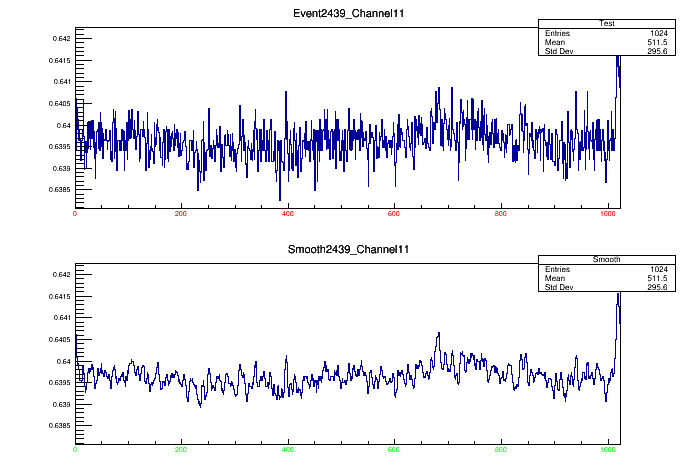 Event2439_Channel11
Test
Entries 1024
Mean 511.5
Std Dev 295.6
0.642
0.6415
0.641
0.6405
0.64
0.6395
0.639
0.6385
0 200 400 600 800 1000
Smooth2439_Channel11
Smooth
Entries 1024
Mean 511.5
Std Dev 295.6
0.642
0.6415
0.641
0.6405
0.64
0.6395
0.639
0.6385
0 200 400 600 800 1000